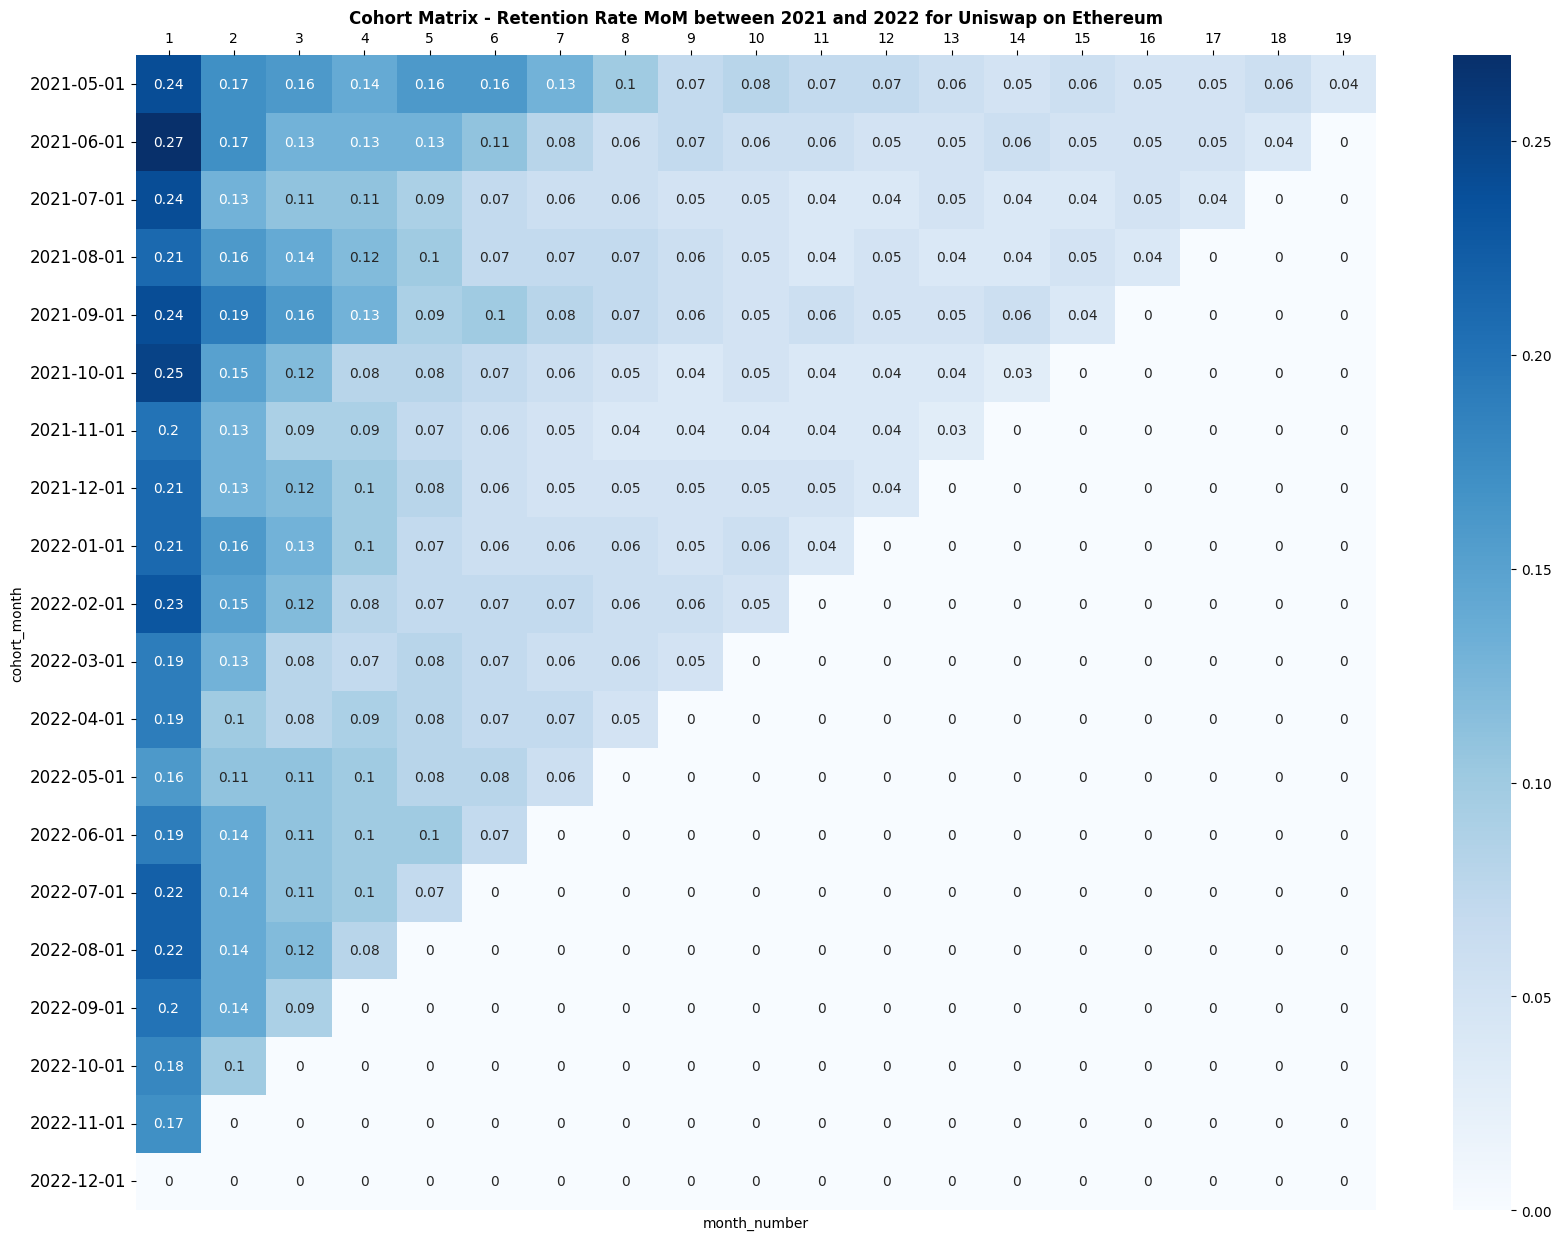 Cohort Matrix - Retention Rate MoM between 2021 and 2022 for Uniswap on Ethereum
1 2 3 4 5 6 7 8 9 10 11 12 13 14 15 16 17 18 19
2021-05-01 0.24 0.17 0.16 0.14 0.16 0.16 0.13 0.1 0.07 0.08 0.07 0.07 0.06 0.05 0.06 0.05 0.05 0.06 0.04
2021-06-01 0.27 0.17 0.13 0.13 0.13 0.11 0.08 0.06 0.07 0.06 0.06 0.05 0.05 0.06 0.05 0.05 0.05 0.04 0
0.25
2021-07-01 0.24 0.13 0.11 0.11 0.09 0.07 0.06 0.06 0.05 0.05 0.04 0.04 0.05 0.04 0.04 0.05 0.04 0 0
2021-08-01 0.21 0.16 0.14 0.12 0.1 0.07 0.07 0.07 0.06 0.05 0.04 0.05 0.04 0.04 0.05 0.04 0 0 0
2021-09-01 0.24 0.19 0.16 0.13 0.09 0.1 0.08 0.07 0.06 0.05 0.06 0.05 0.05 0.06 0.04 0 0 0 0
0.20
2021-10-01 0.25 0.15 0.12 0.08 0.08 0.07 0.06 0.05 0.04 0.05 0.04 0.04 0.04 0.03 0 0 0 0 0
2021-11-01 0.2 0.13 0.09 0.09 0.07 0.06 0.05 0.04 0.04 0.04 0.04 0.04 0.03 0 0 0 0 0 0
2021-12-01 0.21 0.13 0.12 0.1 0.08 0.06 0.05 0.05 0.05 0.05 0.05 0.04 0 0 0 0 0 0 0
2022-01-01 0.21 0.16 0.13 0.1 0.07 0.06 0.06 0.06 0.05 0.06 0.04 0 0 0 0 0 0 0 0
0.15
2022-02-01 0.23 0.15 0.12 0.08 0.07 0.07 0.07 0.06 0.06 0.05 0 0 0 0 0 0 0 0 0
cohort_month
2022-03-01 0.19 0.13 0.08 0.07 0.08 0.07 0.06 0.06 0.05 0 0 0 0 0 0 0 0 0 0
2022-04-01 0.19 0.1 0.08 0.09 0.08 0.07 0.07 0.05 0 0 0 0 0 0 0 0 0 0 0
2022-05-01 0.16 0.11 0.11 0.1 0.08 0.08 0.06 0 0 0 0 0 0 0 0 0 0 0 0
0.10
2022-06-01 0.19 0.14 0.11 0.1 0.1 0.07 0 0 0 0 0 0 0 0 0 0 0 0 0
2022-07-01 0.22 0.14 0.11 0.1 0.07 0 0 0 0 0 0 0 0 0 0 0 0 0 0
2022-08-01 0.22 0.14 0.12 0.08 0 0 0 0 0 0 0 0 0 0 0 0 0 0 0
2022-09-01 0.2 0.14 0.09 0 0 0 0 0 0 0 0 0 0 0 0 0 0 0 0
0.05
2022-10-01 0.18 0.1 0 0 0 0 0 0 0 0 0 0 0 0 0 0 0 0 0
2022-11-01 0.17 0 0 0 0 0 0 0 0 0 0 0 0 0 0 0 0 0 0
2022-12-01 0 0 0 0 0 0 0 0 0 0 0 0 0 0 0 0 0 0 0
0.00
month_number